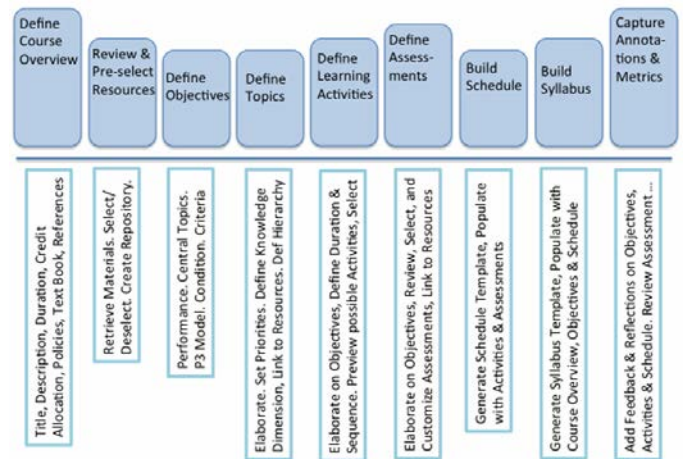 Define
Course
Overview
Review &
Pre-select
Resources
Define
Objectives
Define
Topics
Define
Learning
Activities
Define
Assess-
ments
Build
Schedule
Build
Syllabus
Capture
Annota-
tions &
Metrics
Title, Description, Duration, Credit
Allocation, Policies, Text Book, References
Retrieve Materials. Select/
Deselect. Create Repository.
Performance. Central Topics.
P3 Model. Condition. Criteria
Elaborate. Set Priorities. Define Knowledge
Dimension, Link to Resources. Def Hierarchy
Elaborate on Objectives, Define Duration &
Sequence. Preview possible Activities, Select
Elaborate on Objectives, Review, Select, and
Customize Assessments, Link to Resources
Generate Schedule Template, Populate
with Activities & Assessments
Generate Syllabus Template, Populate with
Course Overview, Objectives & Schedule
Add Feedback & Reflections on Objectives,
Activities & Schedule. Review Assessment ...